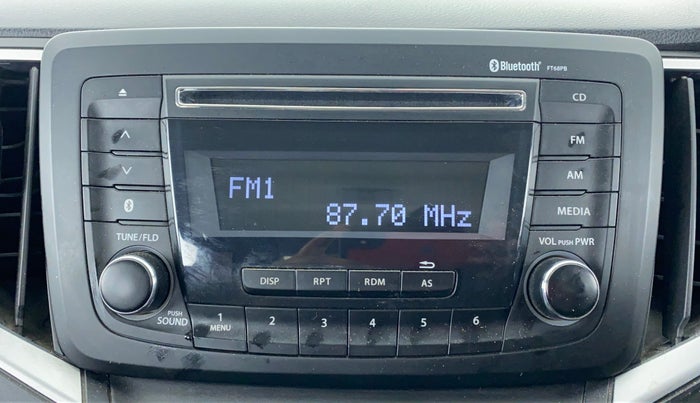 Bluetooth®
FT68PB
CD
FM
AM
MEDIA
FM1
87.70 MHz
TUNE/FLD
VOL PUSH PWR
DISP
RPT
RDM
AS
PUSH
SOUND
1
MENU
2
3
4
5
6